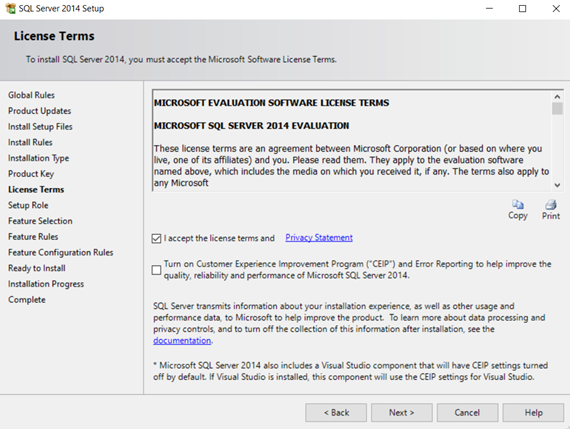 SQL Server 2014 Setup
License Terms
To install SQL Server 2014, you must accept the Microsoft Software License Terms.
Global Rules
Product Updates
Install Setup Files
Install Rules
Installation Type
Product Key
License Terms
Setup Role
Feature Selection
Feature Rules
Feature Configuration Rules
Ready to Install
Installation Progress
Complete
MICROSOFT EVALUATION SOFTWARE LICENSE TERMS
MICROSOFT SQL SERVER 2014 EVALUATION
These license terms are an agreement between Microsoft Corporation (or based on where you
live, one of its affiliates) and you. Please read them. They apply to the evaluation software
named above, which includes the media on which you received it, if any. The terms also apply to
any Microsoft
Copy Print
I accept the license terms and Privacy Statement
Turn on Customer Experience Improvement Program ("CEIP") and Error Reporting to help improve the
quality, reliability and performance of Microsoft SQL Server 2014.
SQL Server transmits information about your installation experience, as well as other usage and
performance data, to Microsoft to help improve the product. To learn more about data processing and
privacy controls, and to turn off the collection of this information after installation, see the
documentation.
* Microsoft SQL Server 2014 also includes a Visual Studio component that will have CEIP settings turned
off by default. If Visual Studio is installed, this component will use the CEIP settings for Visual Studio.
< Back Next > Cancel Help